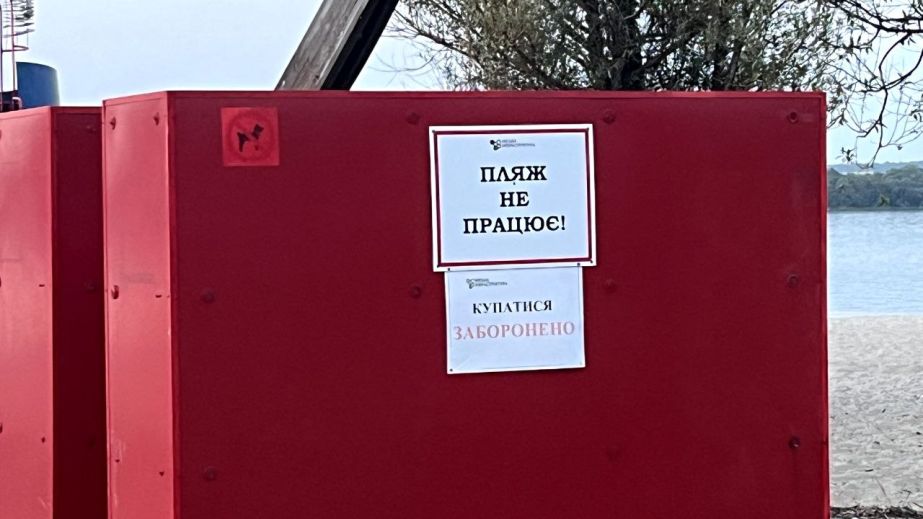 ПЛЯЖ
НЕ
ПРАЦЮЄ!
КУПАТИСЯ
ЗАБОРОНЕНО